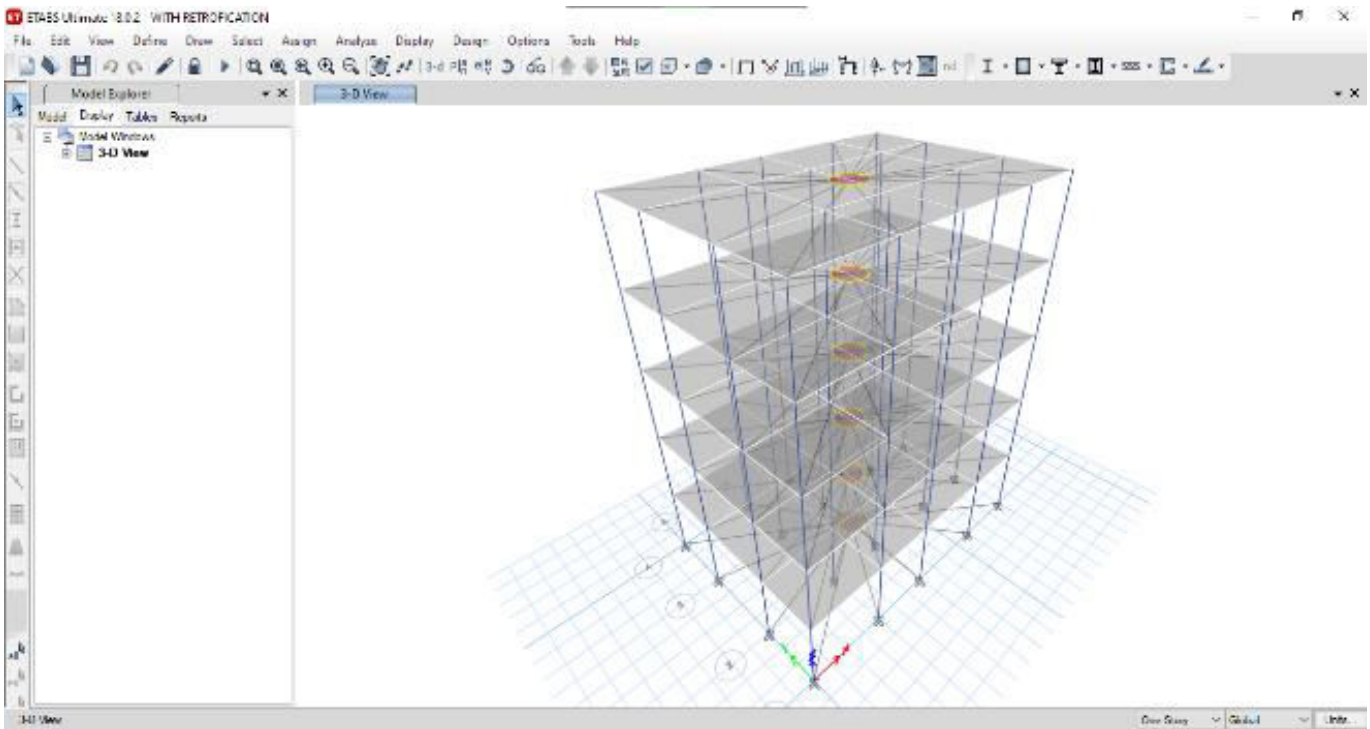 ETABS Ultimate 18.0.2 WITH RETROFICATION
File Edit View Define Draw Select Assign Analyze Display Design Options Tools Help
Model Explorer
3-D View
Model Display Tables Reports
Model Windows
3-D View
3-D View
One Story
Global
Units...